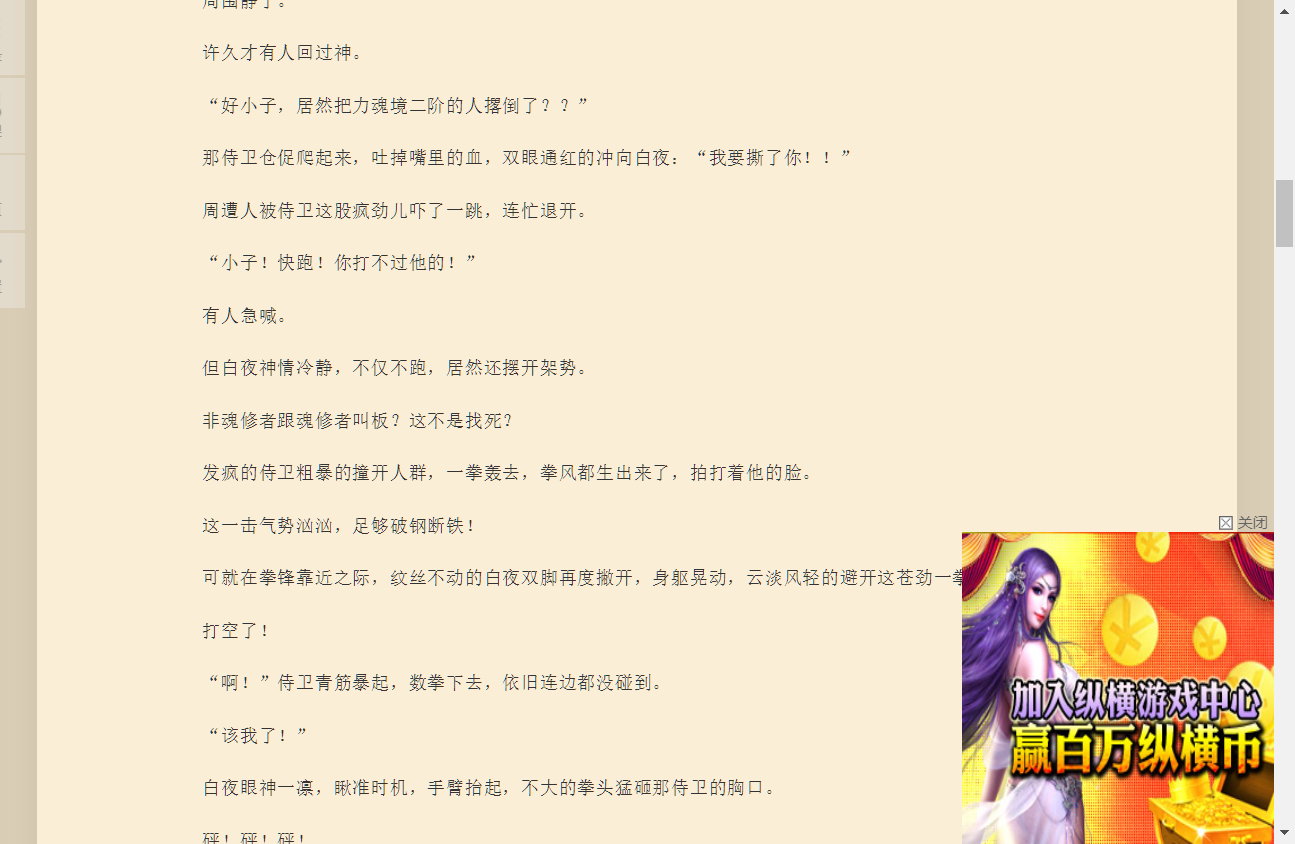 周围静了。
许久才有人回过神。
“好小子，居然把力魂境二阶的人撂倒了？？”
那侍卫仓促爬起来，吐掉嘴里的血，双眼通红的冲向白夜：“我要撕了你！！”
周遭人被侍卫这股疯劲儿吓了一跳，连忙退开。
“小子！快跑！你打不过他的！”
有人急喊。
但白夜神情冷静，不仅不跑，居然还摆开架势。
非魂修者跟魂修者叫板？这不是找死？
发疯的侍卫粗暴的撞开人群，一拳轰去，拳风都生出来了，拍打着他的脸。
这一击气势汹汹，足够破钢断铁！
可就在拳锋靠近之际，纹丝不动的白夜双脚再度撇开，身躯晃动，云淡风轻的避开这苍劲一拳
打空了！
“啊！”侍卫青筋暴起，数拳下去，依旧连边都没碰到。
“该我了！”
白夜眼神一凛，瞅准时机，手臂抬起，不大的拳头猛砸那侍卫的胸口。
砰！砰！砰！
关闭
加入纵横游戏中心
赢百万纵横币